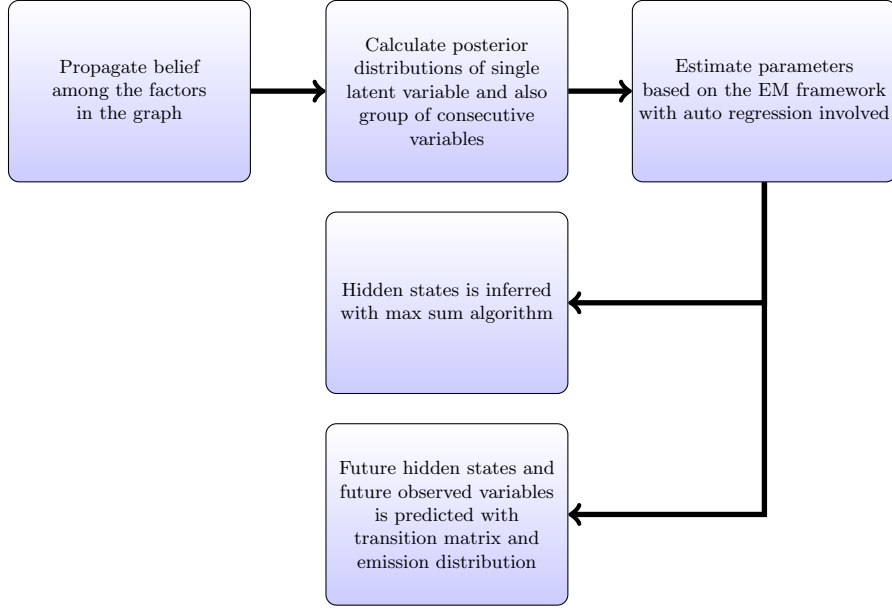 Propagate belief
among the factors
in the graph
Calculate posterior
distributions of single
latent variable and also
group of consecutive
variables
Estimate parameters
based on the EM framework
with auto regression involved
Hidden states is inferred
with max sum algorithm
Future hidden states and
future observed variables
is predicted with
transition matrix and
emission distribution